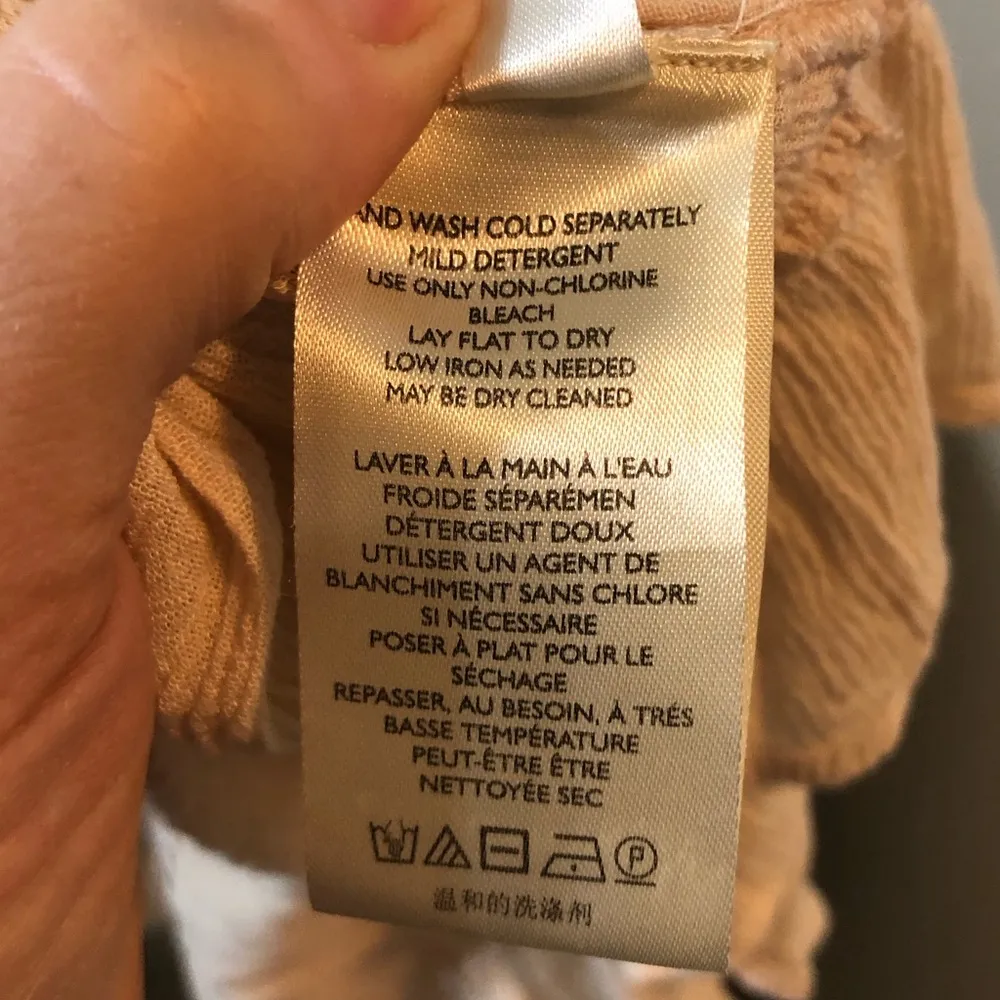 AND WASH COLD SEPARATELY
MILD DETERGENT
USE ONLY NON-CHLORINE
BLEACH
LAY FLAT TO DRY
LOW IRON AS NEEDED
MAY BE DRY CLEANED
LAVER À LA MAIN À L'EAU
FROIDE SÉPARÉMEN
DÉTERGENT DOUX
UTILISER UN AGENT DE
BLANCHIMENT SANS CHLORE
SI NÉCESSAIRE
POSER À PLAT POUR LE
SÉCHAGE
REPASSER, AU BESOIN, À TRÉS
BASSE TEMPÉRATURE
PEUT-ÊTRE ÊTRE
NETTOYÉE SEC
P
温和的洗涤剂